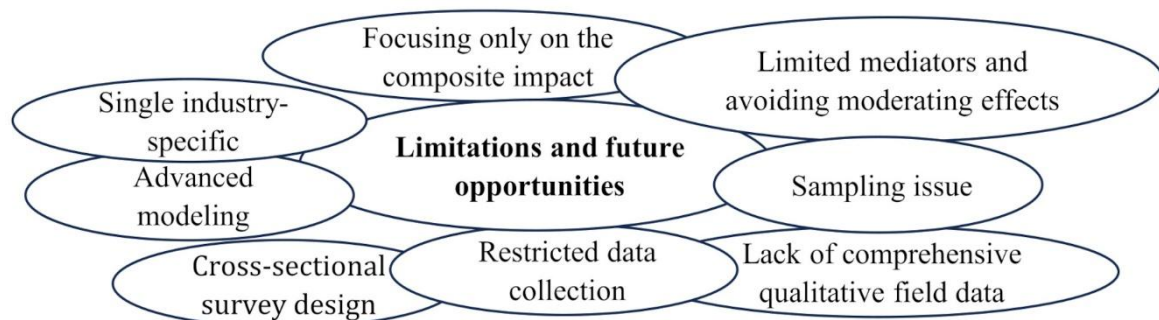 Focusing only on the
composite impact
Limited mediators and
avoiding moderating effects
Single industry-
specific
Limitations and future
opportunities
Advanced
modeling
Sampling issue
Cross-sectional
survey design
Restricted data
collection
Lack of comprehensive
qualitative field data